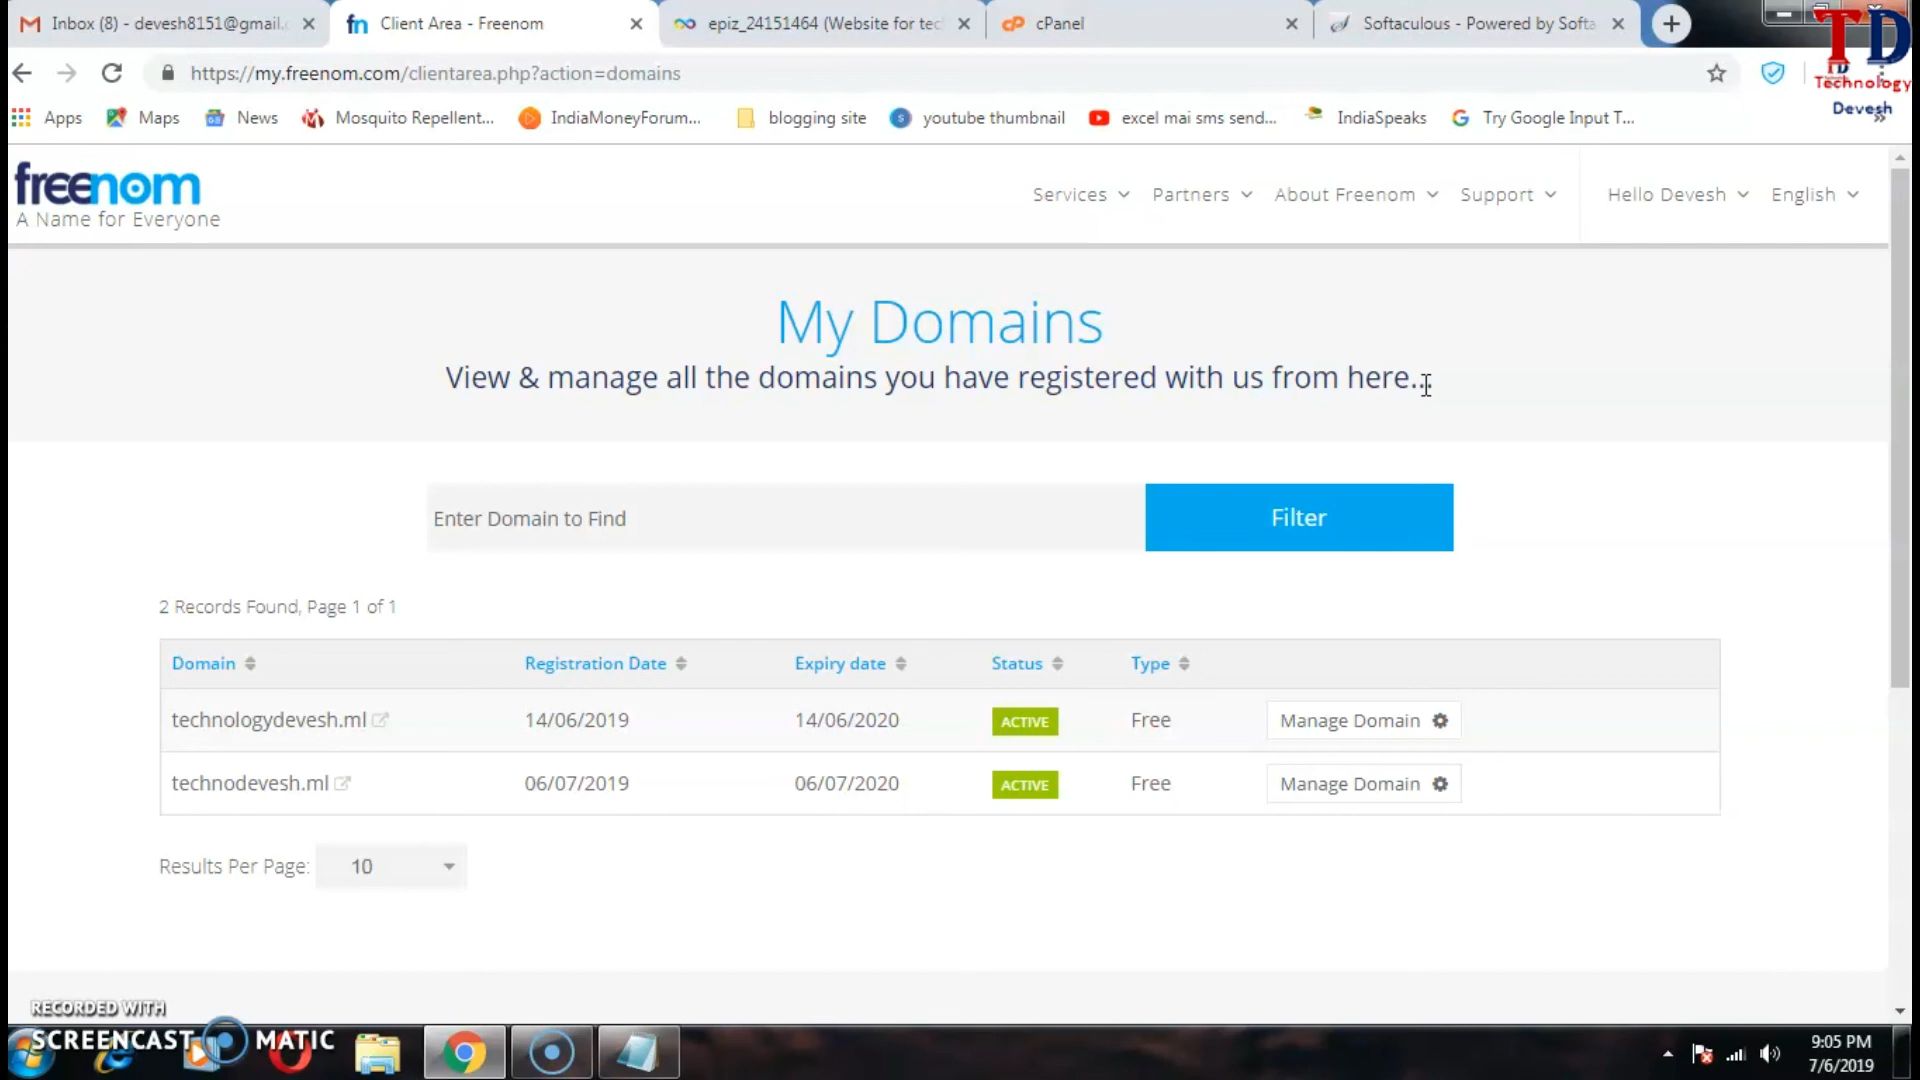 Inbox (8) - devesh8151@gmail.
Client Area - Freenom
epiz_24151464 (Website for tec
cPanel
Softaculous - Powered by Softa
https://my.freenom.com/clientarea.php?action=domains
TD
Technology
Devesh
Apps
Maps
News
Mosquito Repellent...
IndiaMoneyForum...
blogging site
youtube thumbnail
excel mai sms send...
IndiaSpeaks
Try Google Input T...
freenom
A Name for Everyone
Services
Partners
About Freenom
Support
Hello Devesh
English
My Domains
View & manage all the domains you have registered with us from here...
Enter Domain to Find
Filter
2 Records Found, Page 1 of 1
Domain Registration Date Expiry date Status Type
technologydevesh.ml 14/06/2019 14/06/2020 ACTIVE Free Manage Domain
technodevesh.ml 06/07/2019 06/07/2020 ACTIVE Free Manage Domain
Results Per Page: 10
RECORDED WITH
SCREENCAST MATIC
9:05 PM
7/6/2019